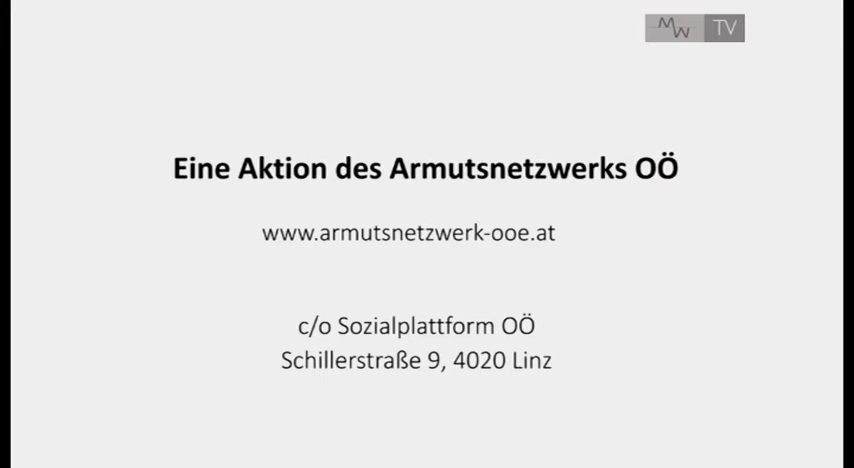 MW TV
Eine Aktion des Armutsnetzwerks OÖ
www.armutsnetzwerk-ooe.at
c/o Sozialplattform OÖ
Schillerstraße 9, 4020 Linz